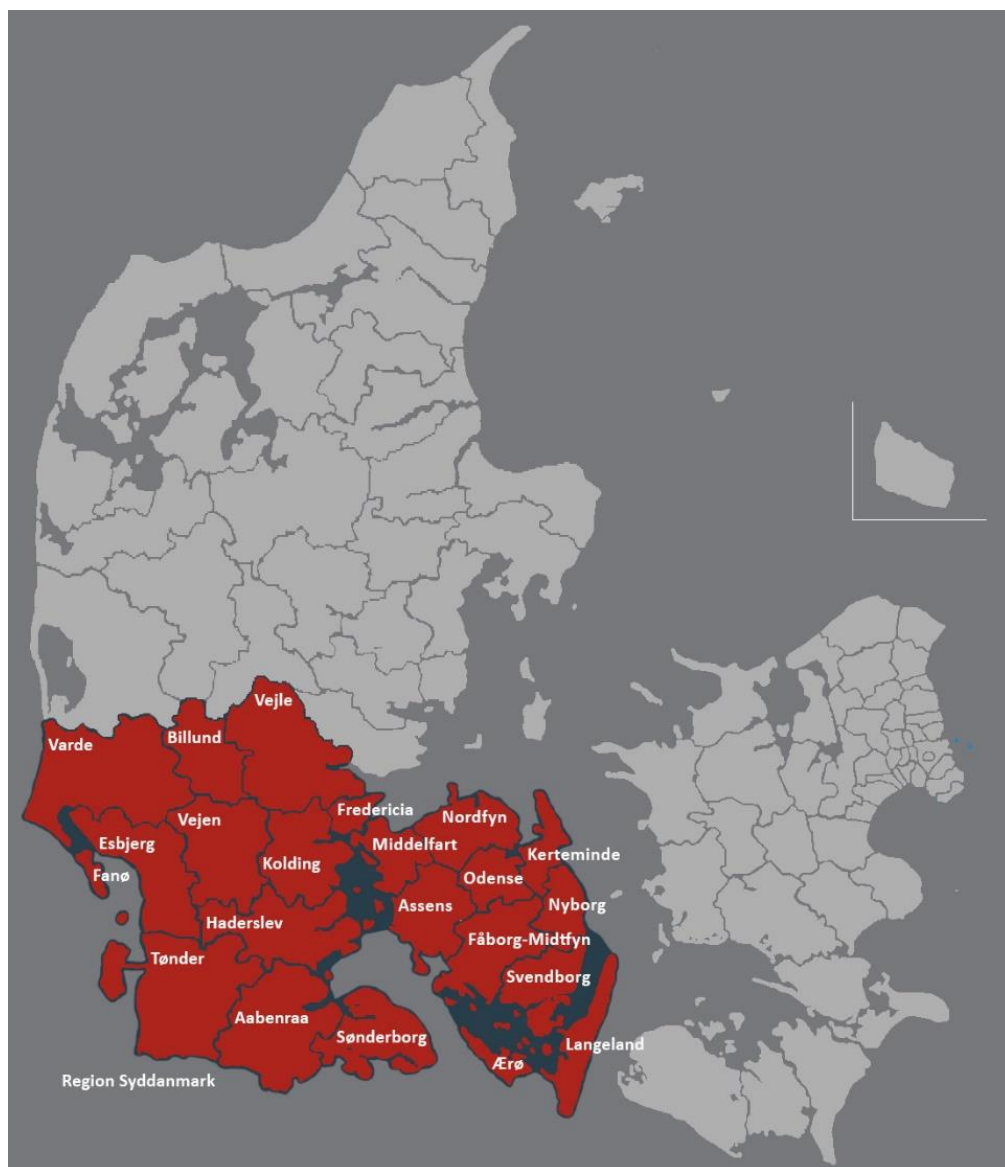 Vejle
Varde
Billund
Fredericia
Nordfyn
Vejen
Esbjerg
Middelfart
Kerteminde
Kolding
Fanø
Odense
Assens
Nyborg
Haderslev
Fåborg-Midtfyn
Tønder
Svendborg
Aabenraa
Sønderborg
Langeland
Ærø
Region Syddanmark